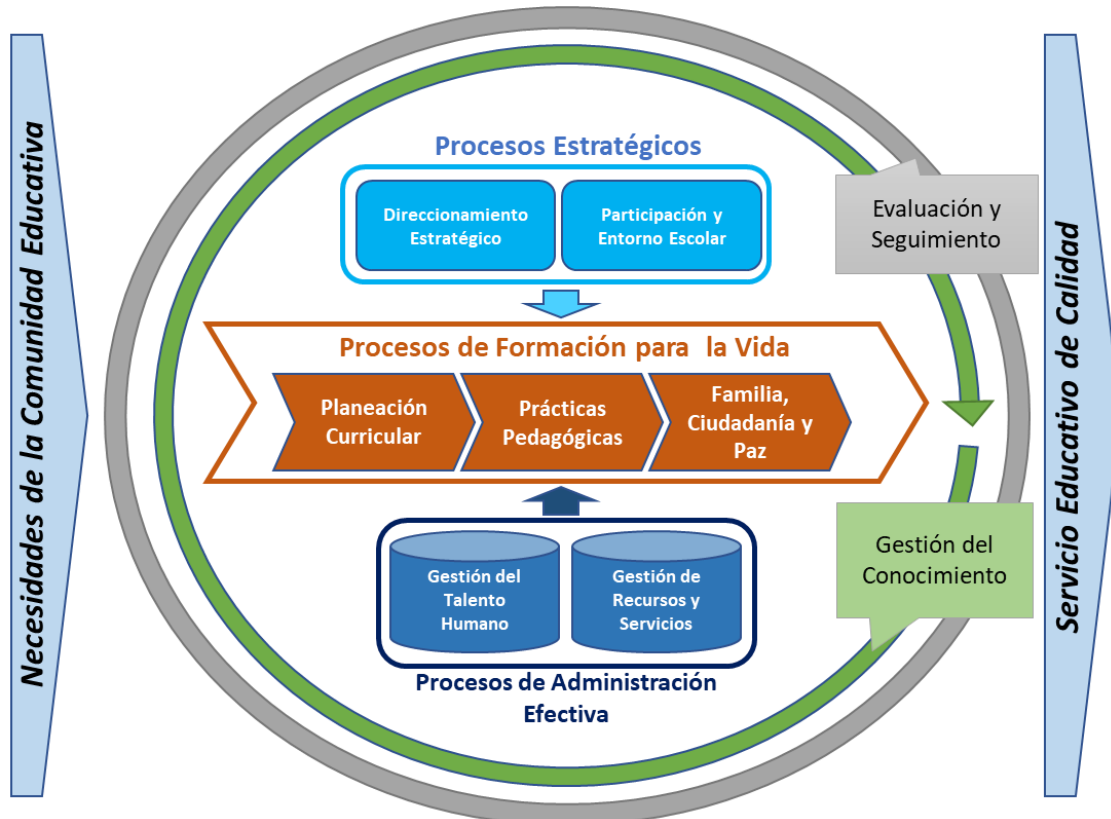 Necesidades de la Comunidad Educativa
Procesos Estratégicos
Direccionamiento
Estratégico
Participación y
Entorno Escolar
Evaluación y
Seguimiento
Procesos de Formación para la Vida
Planeación
Curricular
Prácticas
Pedagógicas
Familia,
Ciudadanía y
Paz
Gestión del
Talento
Humano
Gestión de
Recursos y
Servicios
Procesos de Administración
Efectiva
Gestión del
Conocimiento
Servicio Educativo de Calidad